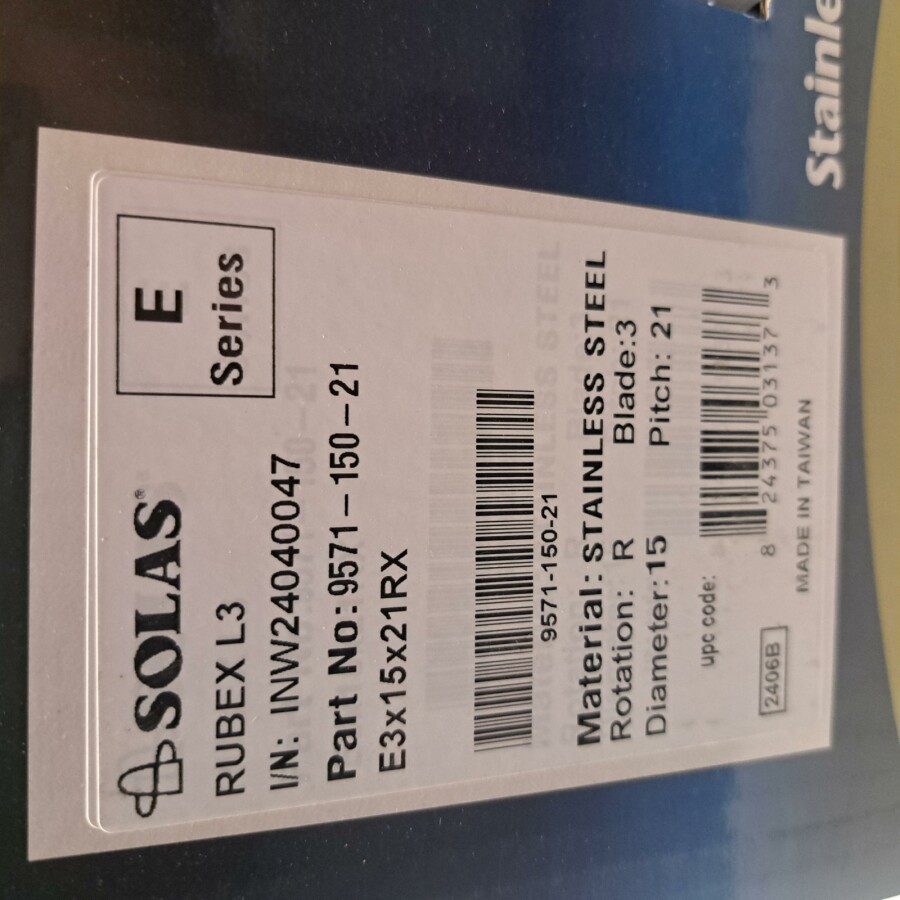 SOLAS®
E
Series
RUBEX L3
I/N: INW24040047
Part No: 9571-150-21
E3x15x21RX
9571-150-21
Material: STAINLESS STEEL
Rotation: R Blade:3
Diameter:15 Pitch: 21
upc code:
8 24375 03137 3
2406B
MADE IN TAIWAN